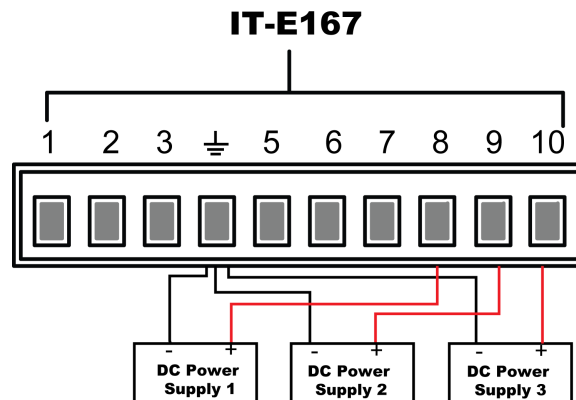 IT-E167
1 2 3 ⏚ 5 6 7 8 9 10
- + - + - +
DC Power DC Power DC Power
Supply 1 Supply 2 Supply 3